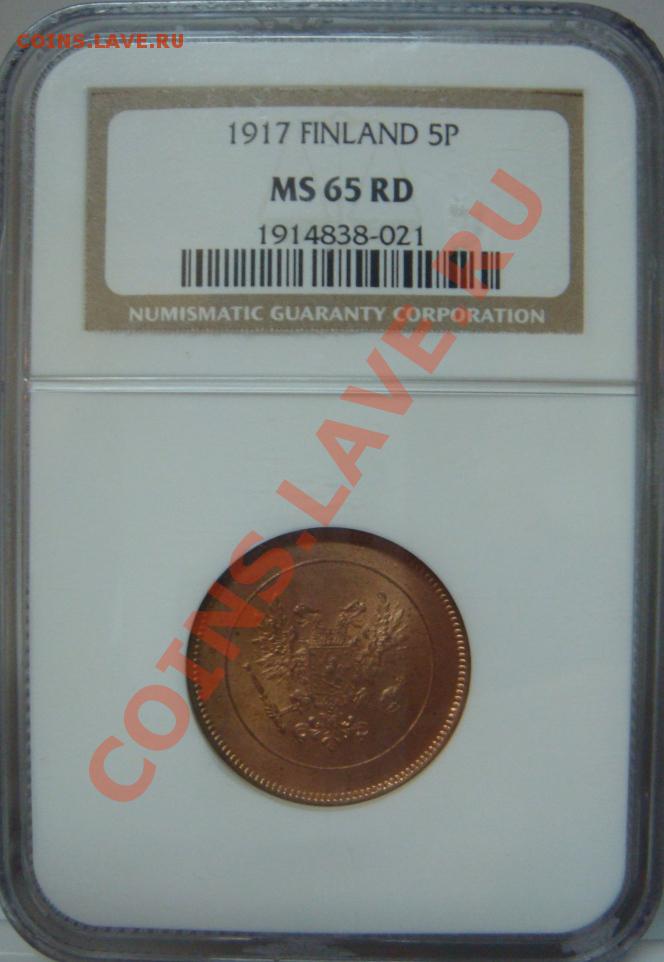 COINS.LAVE.RU
1917 FINLAND 5P
MS 65 RD
1914838-021
NUMISMATIC GUARANTY CORPORATION
COINS.LAVE.RU